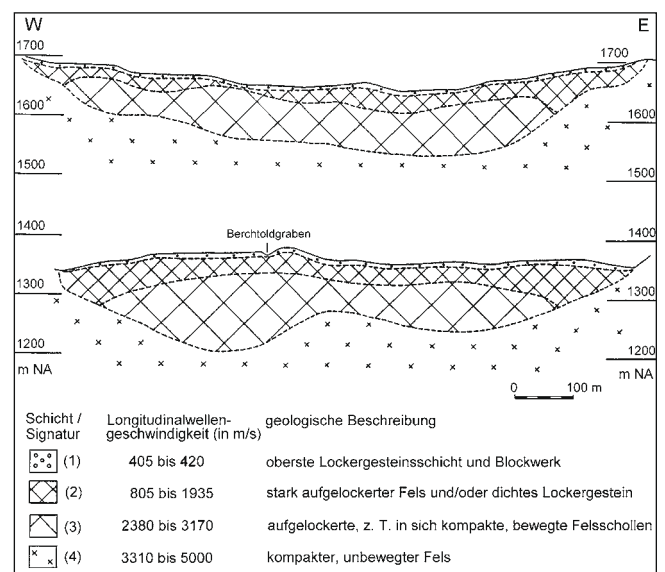 W E
1700 1700
1600 1600
1500 1500
1400 1400
Berchtoldgraben
1300 1300
1200 1200
m NA m NA
0 100 m
Schicht / Signatur
Longitudinalwellen-
geschwindigkeit (in m/s)
geologische Beschreibung
(1) 405 bis 420 oberste Lockergesteinsschicht und Blockwerk
(2) 805 bis 1935 stark aufgelockerter Fels und/oder dichtes Lockergestein
(3) 2380 bis 3170 aufgelockerte, z. T. in sich kompakte, bewegte Felsschollen
(4) 3310 bis 5000 kompakter, unbewegter Fels